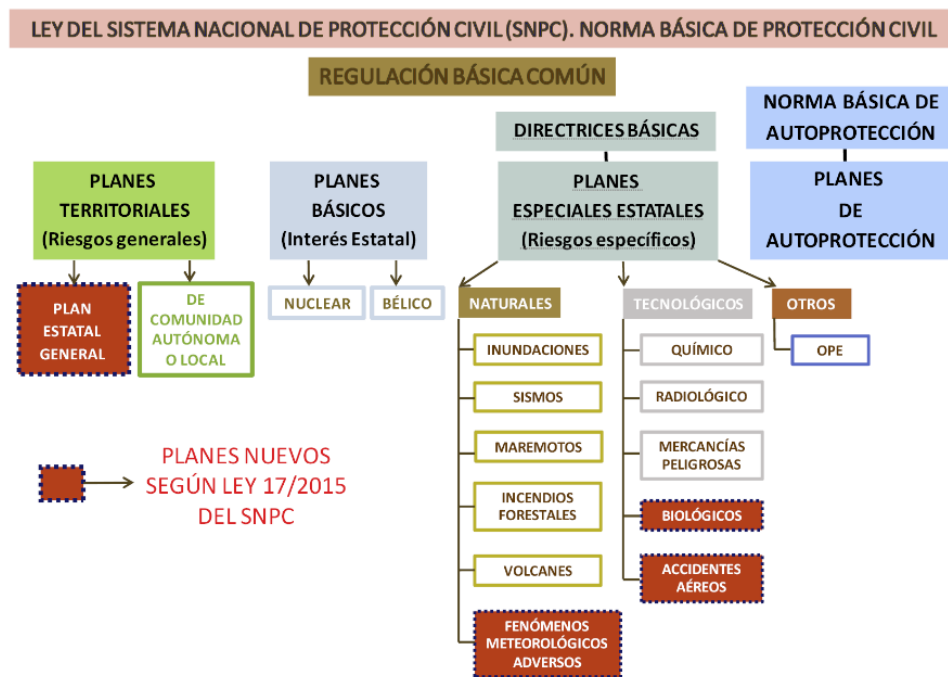 LEY DEL SISTEMA NACIONAL DE PROTECCIÓN CIVIL (SNPC). NORMA BÁSICA DE PROTECCIÓN CIVIL
REGULACIÓN BÁSICA COMÚN
PLANES
TERRITORIALES
(Riesgos generales)
PLAN
ESTATAL
GENERAL
DE
COMUNIDAD
AUTÓNOMA
O LOCAL
PLANES
BÁSICOS
(Interés Estatal)
NUCLEAR
BÉLICO
DIRECTRICES BÁSICAS
PLANES
ESPECIALES ESTATALES
(Riesgos específicos)
NATURALES
INUNDACIONES
SISMOS
MAREMOTOS
INCENDIOS
FORESTALES
VOLCANES
FENÓMENOS
METEOROLÓGICOS
ADVERSOS
TECNOLÓGICOS
QUÍMICO
RADIOLÓGICO
MERCANCÍAS
PELIGROSAS
BIOLÓGICOS
ACCIDENTES
AÉREOS
OTROS
OPE
NORMA BÁSICA DE
AUTOPROTECCIÓN
PLANES
DE
AUTOPROTECCIÓN
PLANES NUEVOS
SEGÚN LEY 17/2015
DEL SNPC